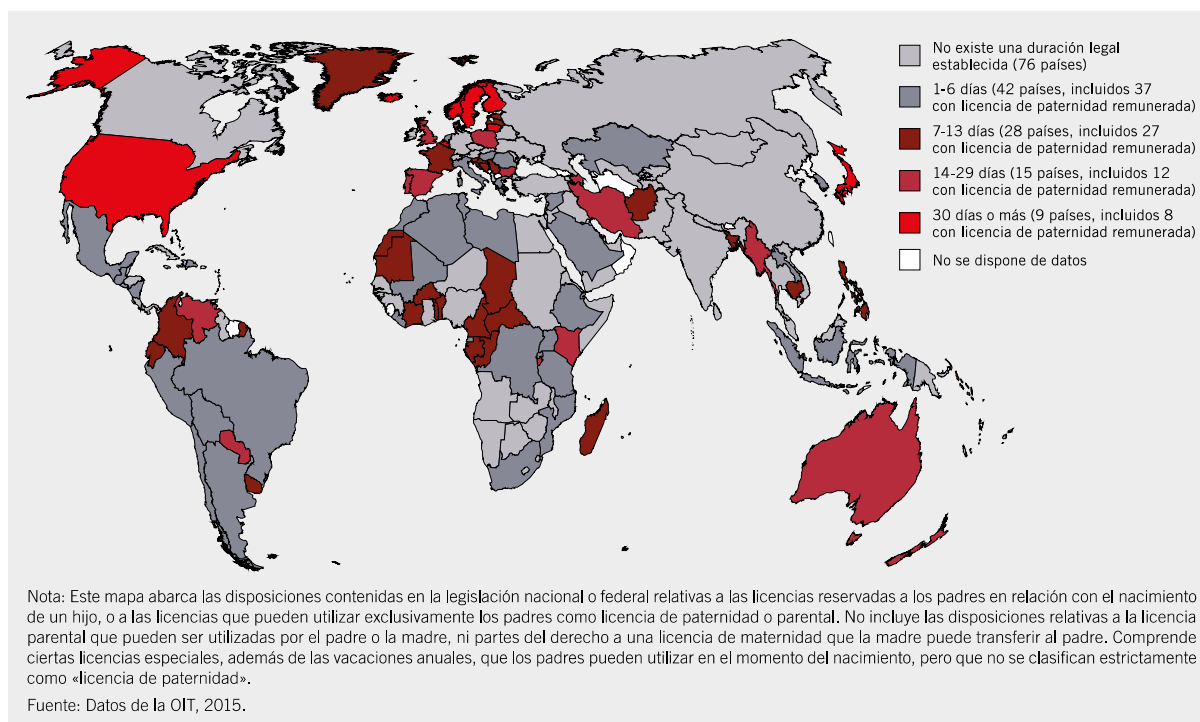 No existe una duración legal
establecida (76 países)
1-6 días (42 países, incluidos 37
con licencia de paternidad remunerada)
7-13 días (28 países, incluidos 27
con licencia de paternidad remunerada)
14-29 días (15 países, incluidos 12
con licencia de paternidad remunerada)
30 días o más (9 países, incluidos 8
con licencia de paternidad remunerada)
No se dispone de datos
Nota: Este mapa abarca las disposiciones contenidas en la legislación nacional o federal relativas a las licencias reservadas a los padres en relación con el nacimiento
de un hijo, o a las licencias que pueden utilizar exclusivamente los padres como licencia de paternidad o parental. No incluye las disposiciones relativas a la licencia
parental que pueden ser utilizadas por el padre o la madre, ni partes del derecho a una licencia de maternidad que la madre puede transferir al padre. Comprende
ciertas licencias especiales, además de las vacaciones anuales, que los padres pueden utilizar en el momento del nacimiento, pero que no se clasifican estrictamente
como «licencia de paternidad».
Fuente: Datos de la OIT, 2015.